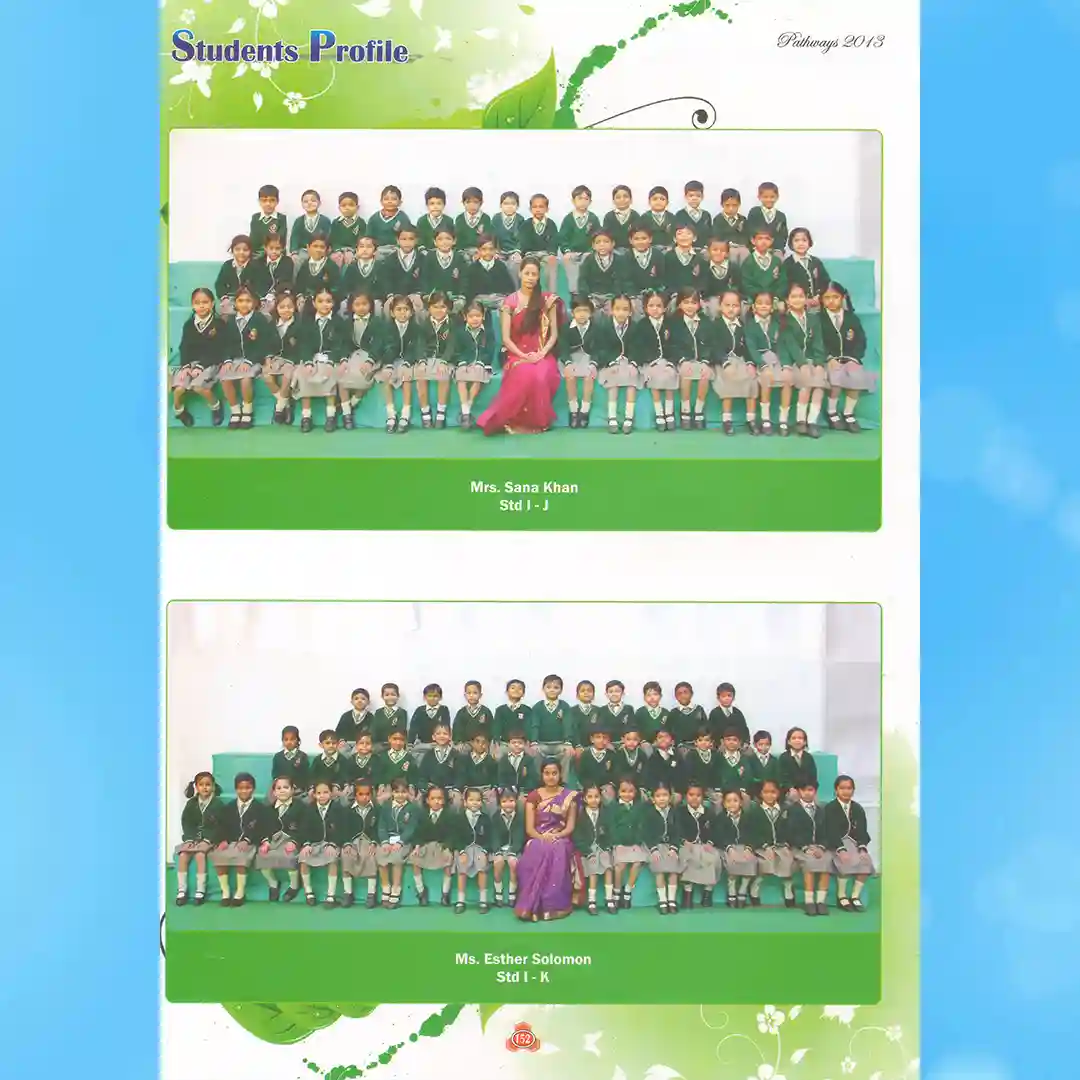 Students Profile
Pathways 2013
Mrs. Sana Khan
Std I - J
Ms. Esther Solomon
Std I - K
152